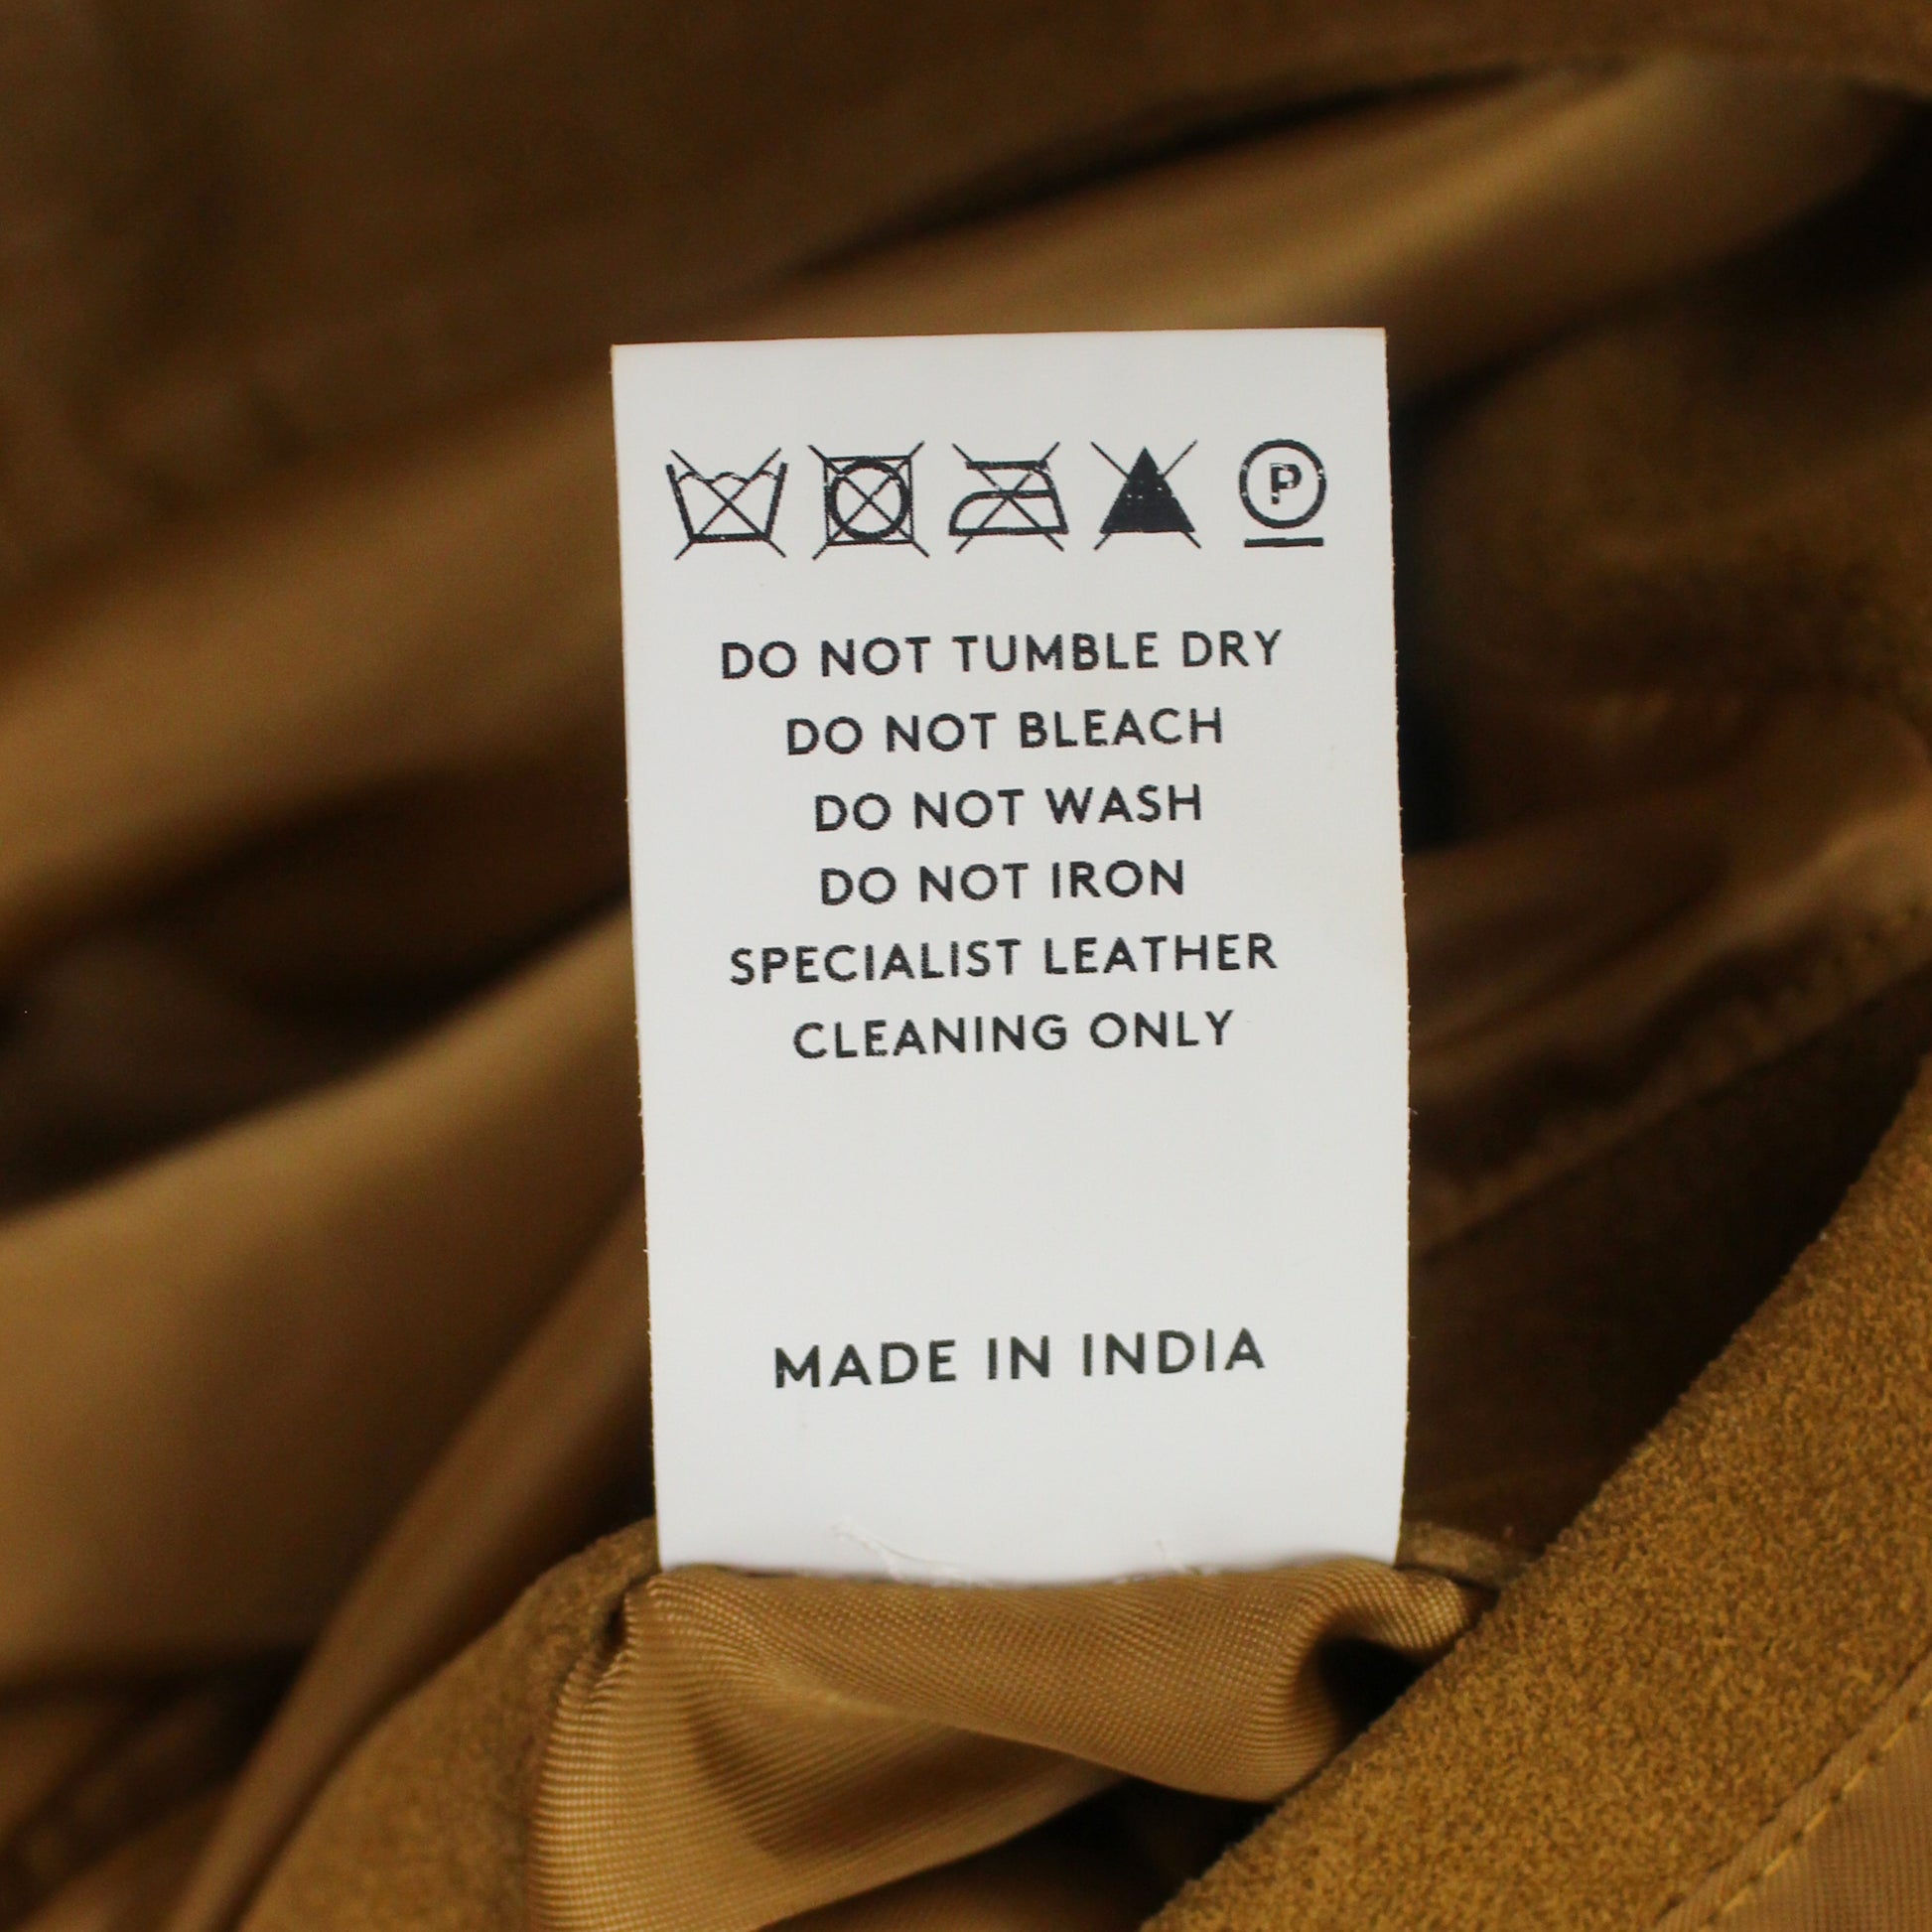 P
DO NOT TUMBLE DRY
DO NOT BLEACH
DO NOT WASH
DO NOT IRON
SPECIALIST LEATHER
CLEANING ONLY
MADE IN INDIA